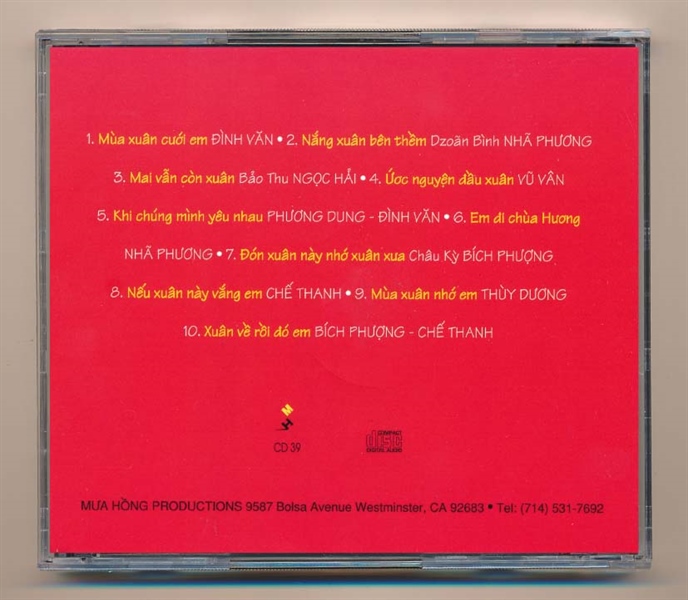 1. Mùa xuân cưới em ĐÌNH VĂN • 2. Nắng xuân bên thềm Dzoãn Bình NHÃ PHƯƠNG
3. Mai vẫn còn xuân Bảo Thu NGỌC HẢI • 4. Ước nguyện đầu xuân VŨ VÂN
5. Khi chúng mình yêu nhau PHƯƠNG DUNG - ĐÌNH VĂN • 6. Em đi chùa Hương
NHÃ PHƯƠNG • 7. Đón xuân này nhớ xuân xưa Châu Kỳ BÍCH PHƯỢNG
8. Nếu xuân này vắng em CHẾ THANH • 9. Mùa xuân nhớ em THÙY DƯƠNG
10. Xuân về rồi đó em BÍCH PHƯỢNG - CHẾ THANH
M
H
CD 39
COMPACT
disc
DIGITAL AUDIO
MƯA HỒNG PRODUCTIONS 9587 Bolsa Avenue Westminster, CA 92683 • Tel: (714) 531-7692